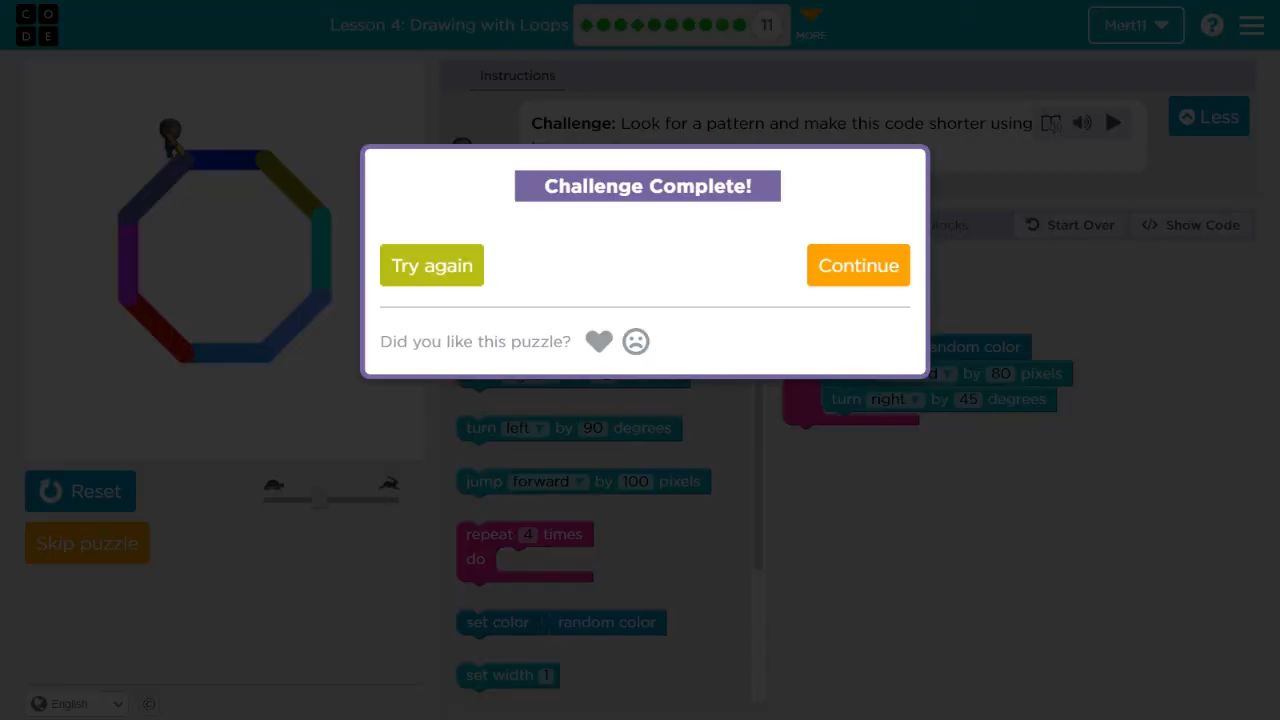 C O
D E
Lesson 4: Drawing with Loops
11
MORE
Mert11
?
Instructions
Challenge: Look for a pattern and make this code shorter using
Less
Challenge Complete!
Try again
Continue
Did you like this puzzle?
Start Over
</> Show Code
random color
by 80 pixels
turn right by 45 degrees
turn left by 90 degrees
jump forward by 100 pixels
repeat 4 times
do
set color random color
set width 1
Reset
Skip puzzle
English
©